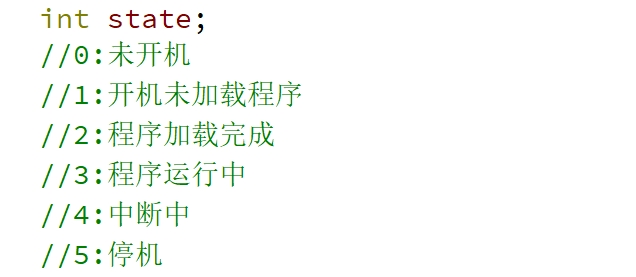 int state;
//0:未开机
//1:开机未加载程序
//2:程序加载完成
//3:程序运行中
//4:中断中
//5:停机